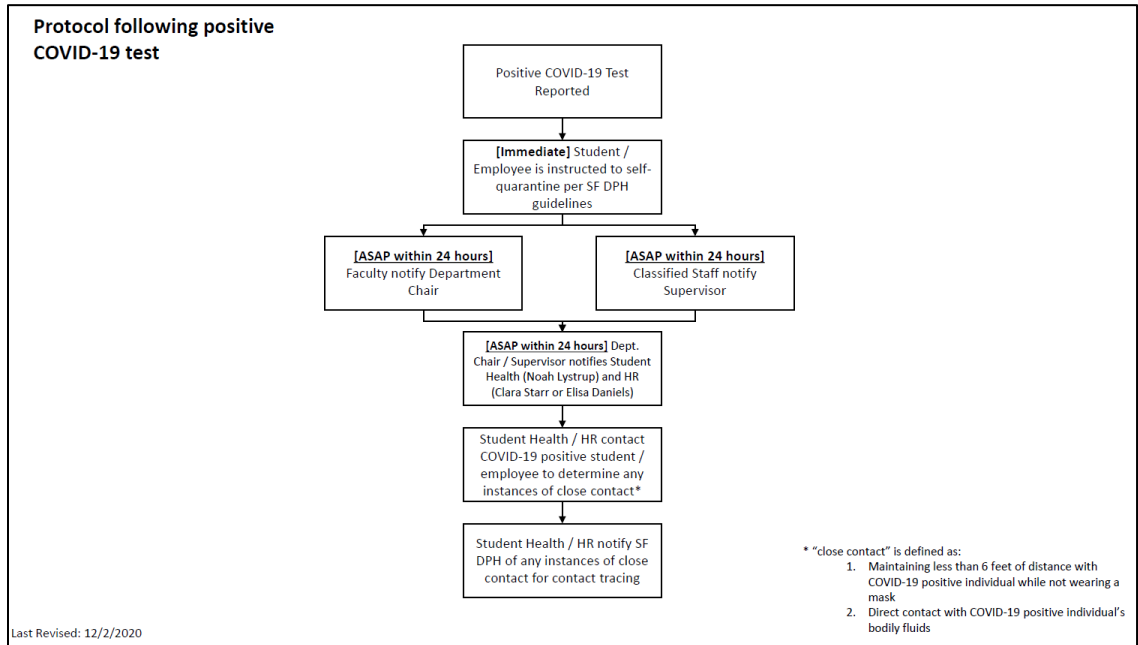 Protocol following positive
COVID-19 test
Positive COVID-19 Test
Reported
[Immediate] Student /
Employee is instructed to self-
quarantine per SF DPH
guidelines
[ASAP within 24 hours]
Faculty notify Department
Chair
[ASAP within 24 hours]
Classified Staff notify
Supervisor
[ASAP within 24 hours] Dept.
Chair / Supervisor notifies Student
Health (Noah Lystrup) and HR
(Clara Starr or Elisa Daniels)
Student Health / HR contact
COVID-19 positive student /
employee to determine any
instances of close contact*
Student Health / HR notify SF
DPH of any instances of close
contact for contact tracing
* “close contact” is defined as:
1. Maintaining less than 6 feet of distance with
COVID-19 positive individual while not wearing a
mask
2. Direct contact with COVID-19 positive individual’s
bodily fluids
Last Revised: 12/2/2020